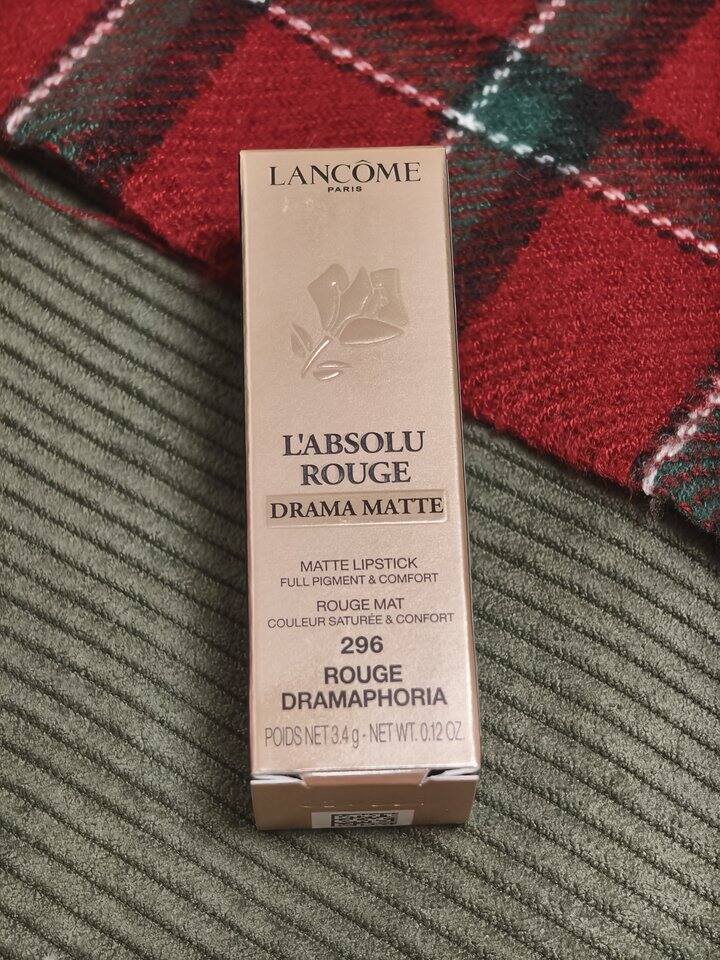 LANCÔME
PARIS
L'ABSOLU
ROUGE
DRAMA MATTE
MATTE LIPSTICK
FULL PIGMENT & COMFORT
ROUGE MAT
COULEUR SATURÉE & CONFORT
296
ROUGE
DRAMAPHORIA
POIDS NET 3.4 g - NET WT. 0.12 OZ.